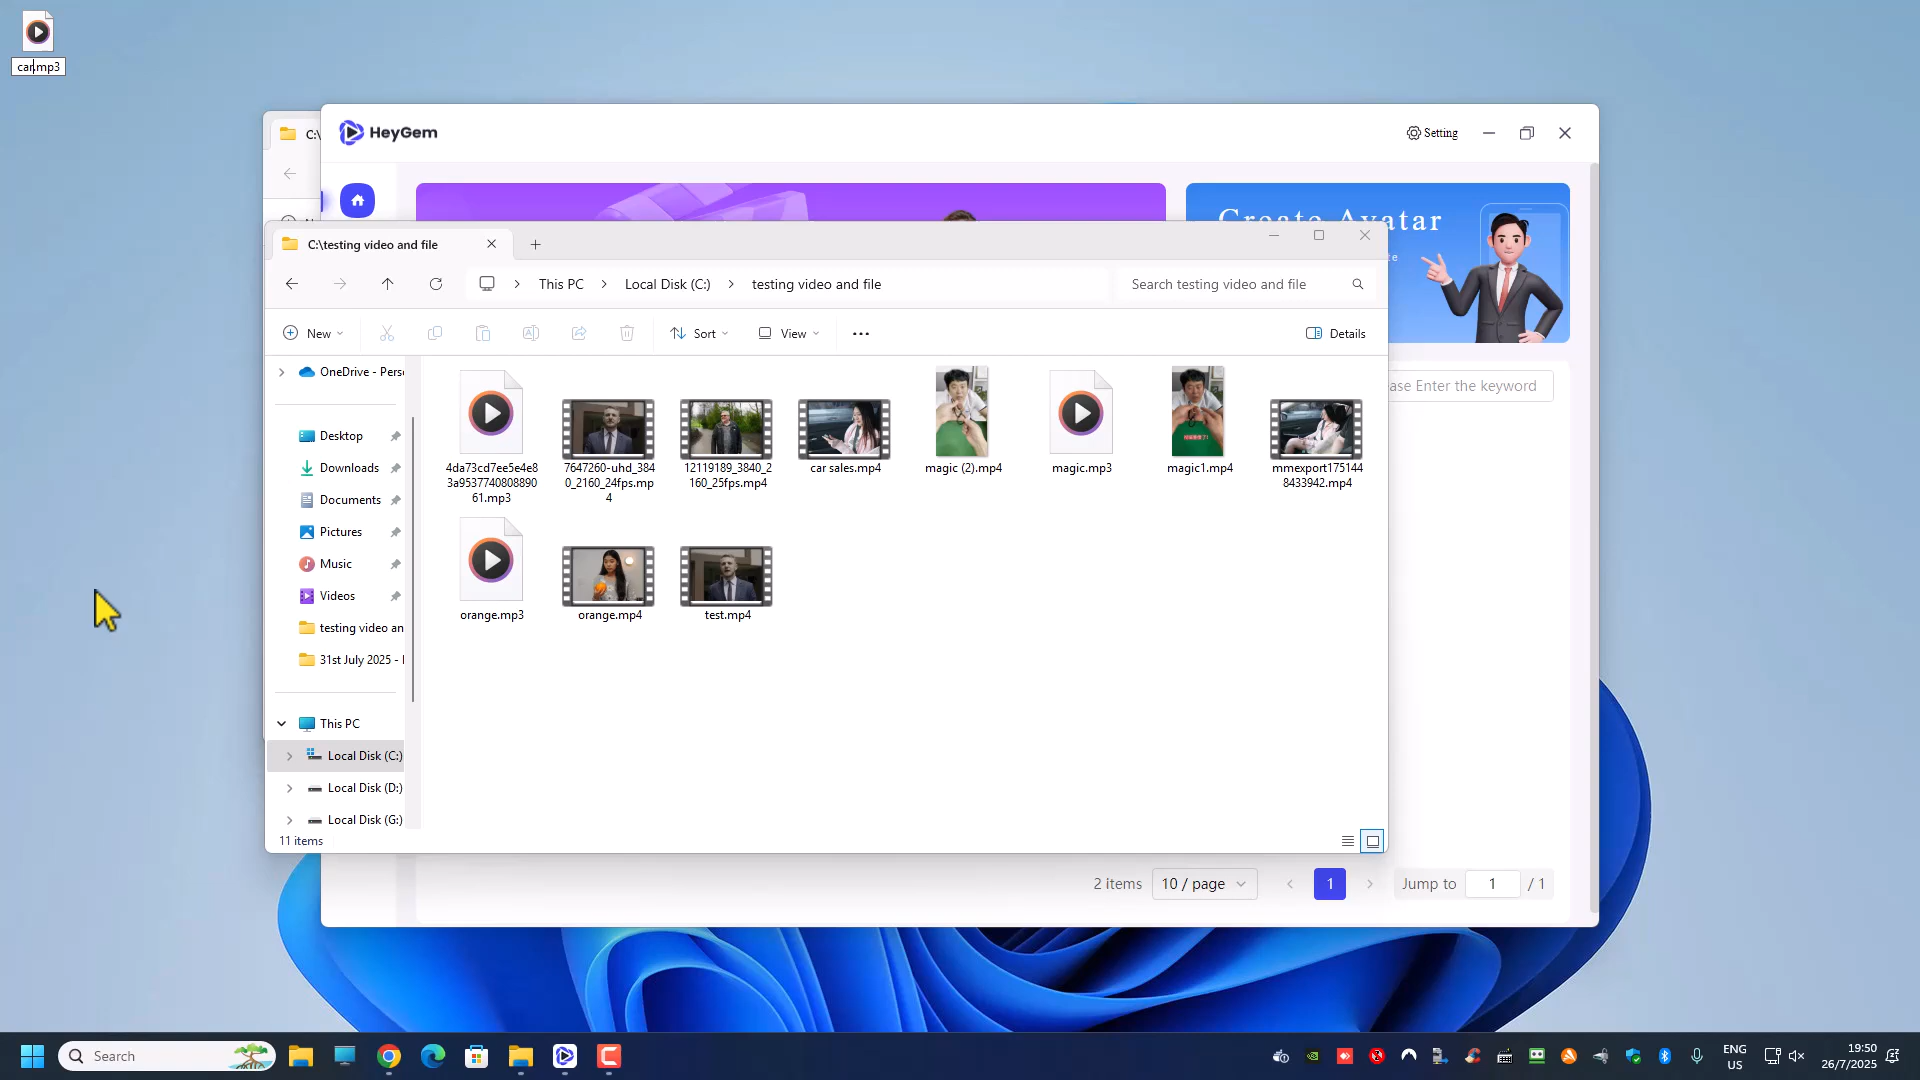 car.mp3
C:\
HeyGem
Setting
Create Avatar
C:\testing video and file
This PC
Local Disk (C:)
testing video and file
Search testing video and file
New
Sort
View
Details
ase Enter the keyword
OneDrive - Perso
Desktop
Downloads
Documents
Pictures
Music
Videos
testing video an
31st July 2025 -
This PC
Local Disk (C:)
Local Disk (D:)
Local Disk (G:)
4da73cd7ee5e4e8
3a9537740808890
61.mp3
7647260-uhd_384
0_2160_24fps.mp
4
12119189_3840_2
160_25fps.mp4
car sales.mp4
magic (2).mp4
magic.mp3
magic1.mp4
mmexport175144
8433942.mp4
orange.mp3
orange.mp4
test.mp4
11 items
2 items
10 / page
1
Jump to
1
/ 1
Search
ENG
US
19:50
26/7/2025